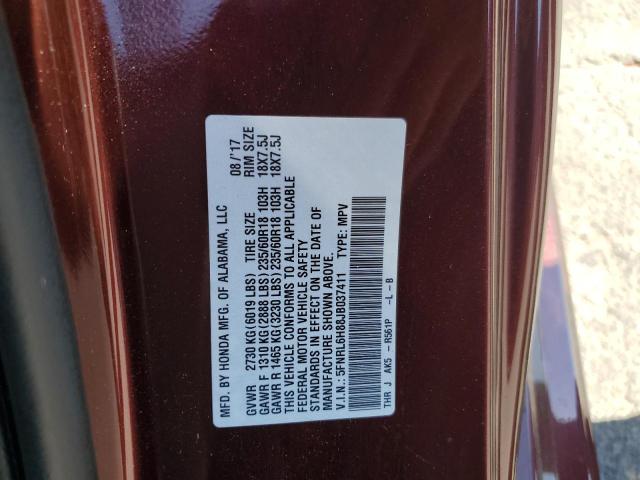 MFD. BY HONDA MFG. OF ALABAMA, LLC 08/'17
GVWR 2730 KG(6019 LBS) TIRE SIZE RIM SIZE
GAWR F 1310 KG(2888 LBS) 235/60R18 103H 18X7.5J
GAWR R 1465 KG(3230 LBS) 235/60R18 103H 18X7.5J
THIS VEHICLE CONFORMS TO ALL APPLICABLE
FEDERAL MOTOR VEHICLE SAFETY
STANDARDS IN EFFECT ON THE DATE OF
MANUFACTURE SHOWN ABOVE.
V.I.N.: 5FNRL6H88JB037411 TYPE: MPV
THR J AK5 - R561P -L-B